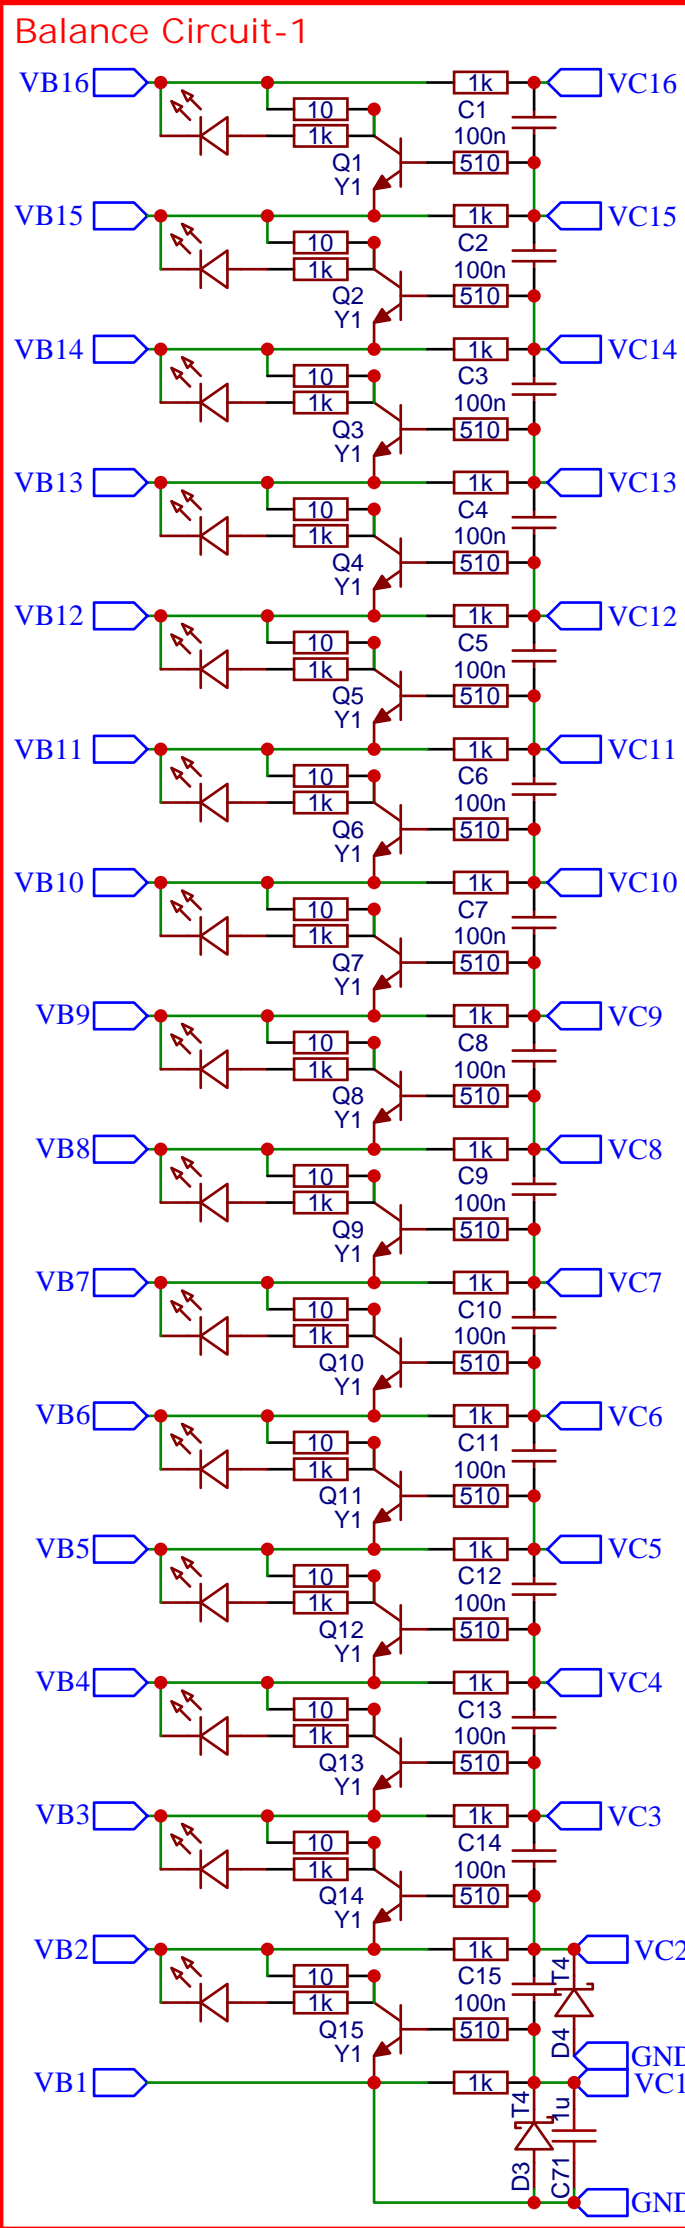 Balance Circuit-1
VB16 1k VC16
C1
10 100n
1k Q1 510
Y1
VB15 1k VC15
C2
10 100n
1k Q2 510
Y1
VB14 1k VC14
C3
10 100n
1k Q3 510
Y1
VB13 1k VC13
C4
10 100n
1k Q4 510
Y1
VB12 1k VC12
C5
10 100n
1k Q5 510
Y1
VB11 1k VC11
C6
10 100n
1k Q6 510
Y1
VB10 1k VC10
C7
10 100n
1k Q7 510
Y1
VB9 1k VC9
C8
10 100n
1k Q8 510
Y1
VB8 1k VC8
C9
10 100n
1k Q9 510
Y1
VB7 1k VC7
C10
10 100n
1k Q10 510
Y1
VB6 1k VC6
C11
10 100n
1k Q11 510
Y1
VB5 1k VC5
C12
10 100n
1k Q12 510
Y1
VB4 1k VC4
C13
10 100n
1k Q13 510
Y1
VB3 1k VC3
C14
10 100n
1k Q14 510
Y1
VB2 1k VC2
C15 T4
10 100n
1k Q15 510 D4
Y1 GND
VB1 1k VC1
T4 1u
D3 C71
GND